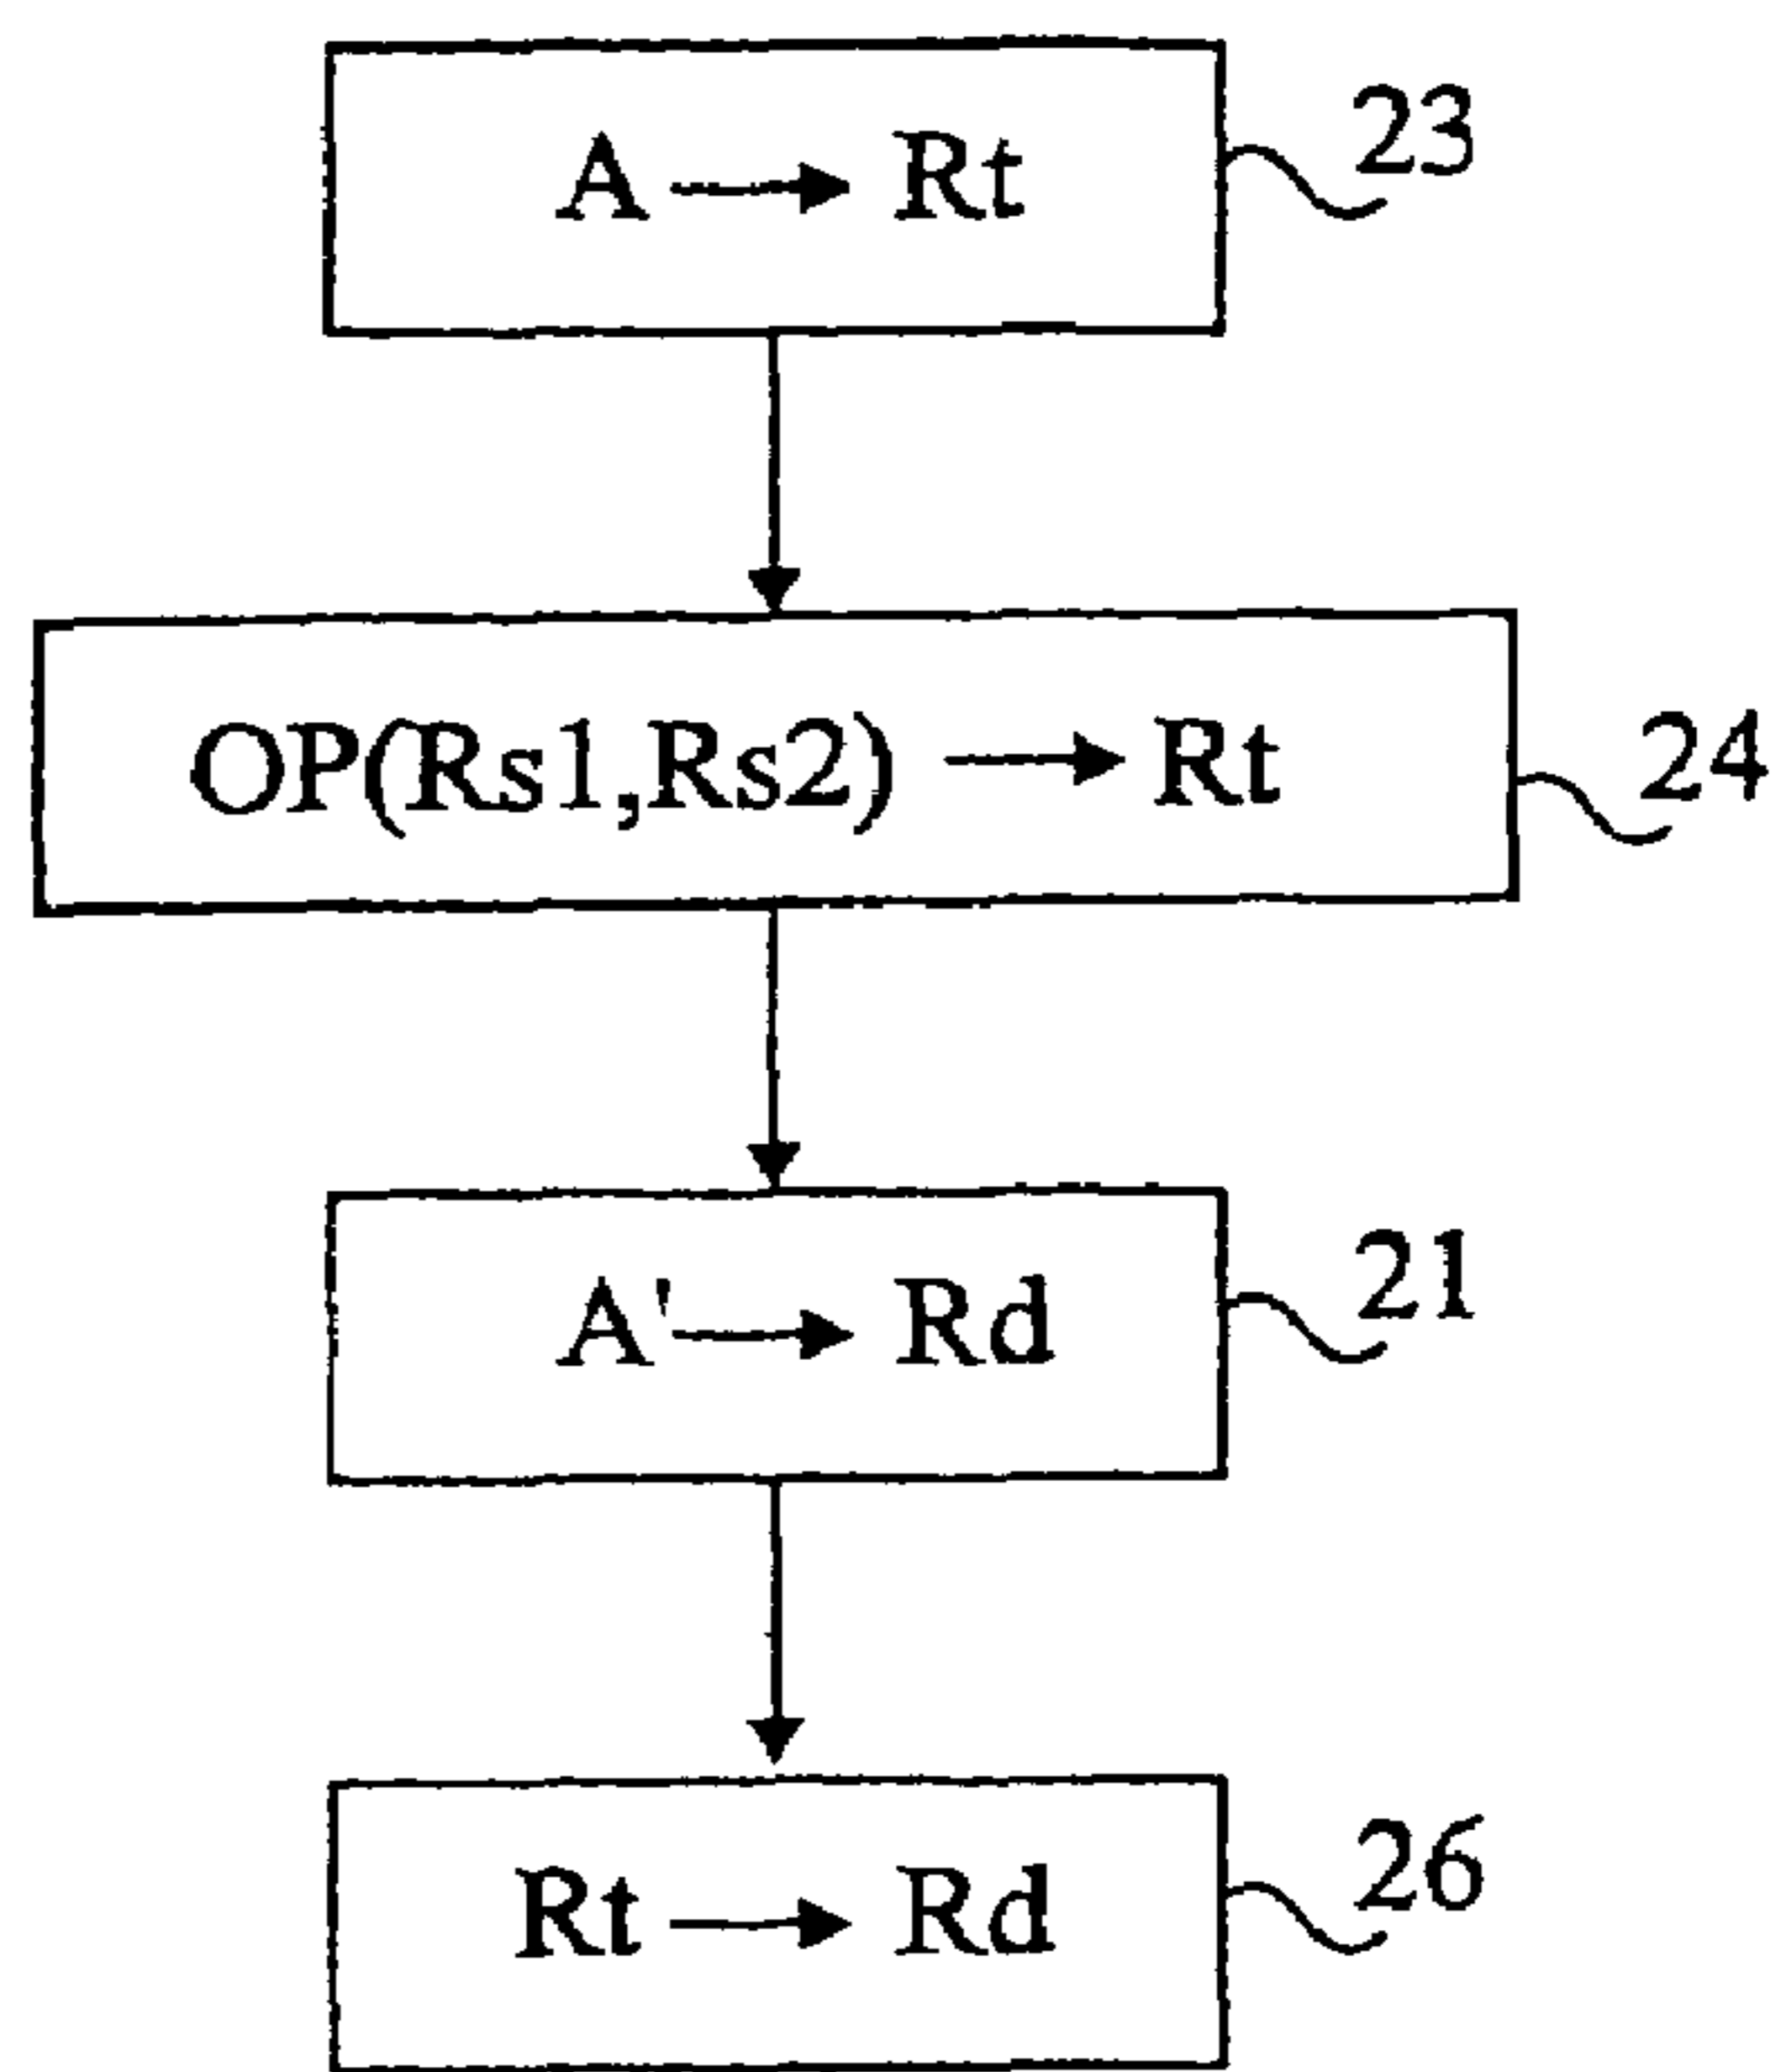 A → Rt
23
OP(Rs1,Rs2) → Rt
24
A' → Rd
21
Rt → Rd
26